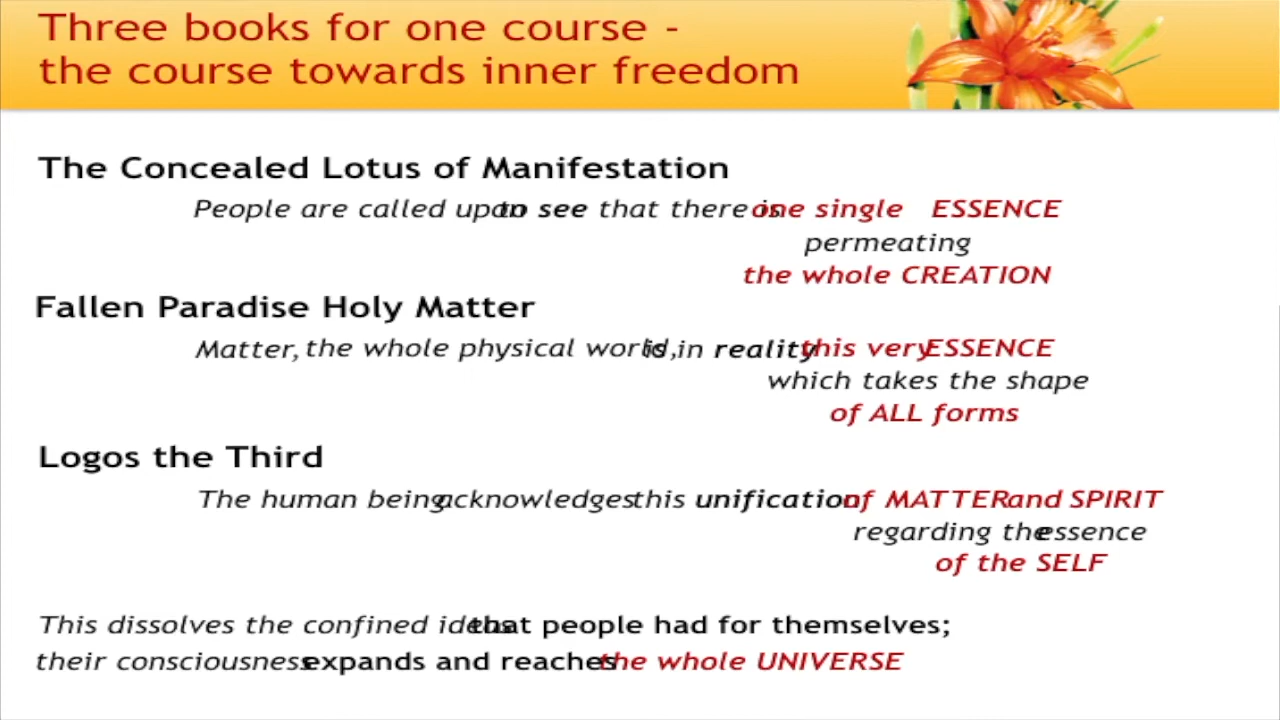 Three books for one course -
the course towards inner freedom
The Concealed Lotus of Manifestation
People are called upon to see that there is one single ESSENCE
permeating
the whole CREATION
Fallen Paradise Holy Matter
Matter, the whole physical world, is in reality this very ESSENCE
which takes the shape
of ALL forms
Logos the Third
The human being acknowledges this unification of MATTER and SPIRIT
regarding the essence
of the SELF
This dissolves the confined ideas that people had for themselves;
their consciousness expands and reaches the whole UNIVERSE